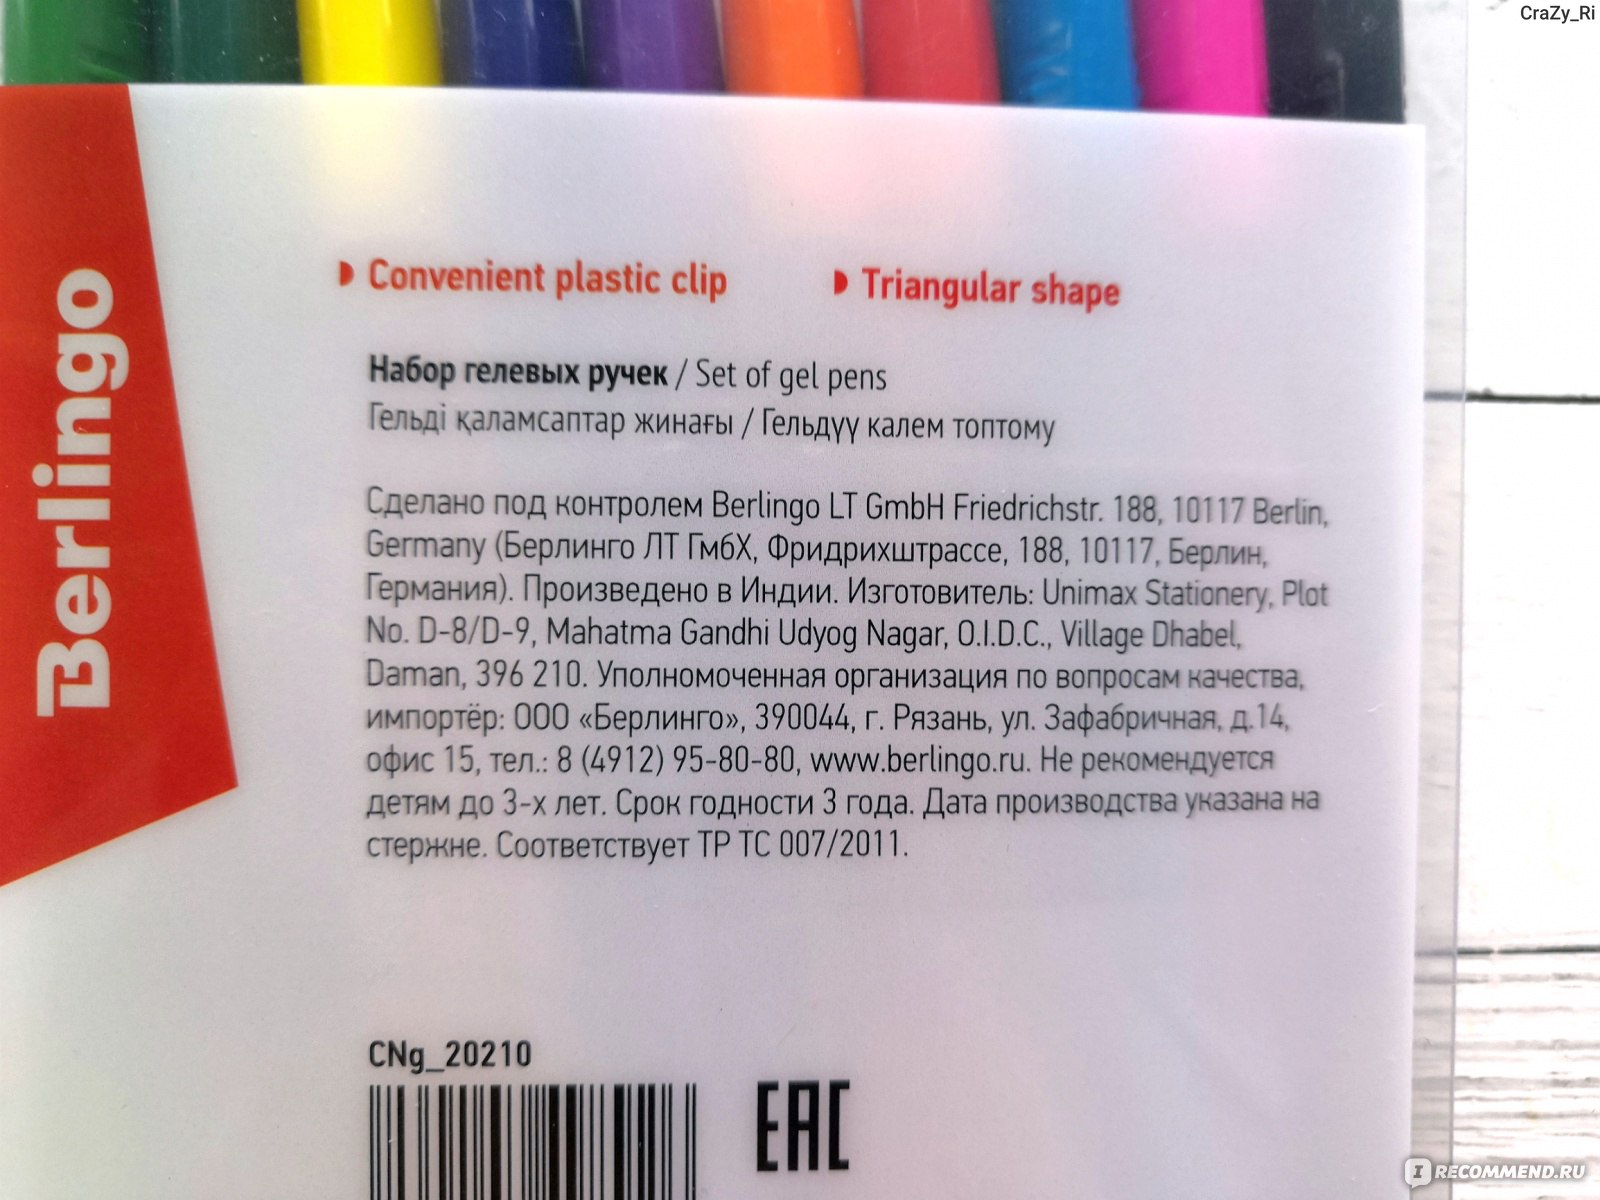 CraZy_Ri
Berlingo
Convenient plastic clip
Triangular shape
Набор гелевых ручек / Set of gel pens
Гельді қаламсаптар жинағы / Гельдүү калем топтому
Сделано под контролем Berlingo LT GmbH Friedrichstr. 188, 10117 Berlin,
Germany (Берлинго ЛТ ГмбХ, Фридрихштрассе, 188, 10117, Берлин,
Германия). Произведено в Индии. Изготовитель: Unimax Stationery, Plot
No. D-8/D-9, Mahatma Gandhi Udyog Nagar, O.I.D.C., Village Dhabel,
Daman, 396 210. Уполномоченная организация по вопросам качества,
импортёр: ООО «Берлинго», 390044, г. Рязань, ул. Зафабричная, д.14,
офис 15, тел.: 8 (4912) 95-80-80, www.berlingo.ru. Не рекомендуется
детям до 3-х лет. Срок годности 3 года. Дата производства указана на
стержне. Соответствует ТР ТС 007/2011.
CNg_20210
EAC
IRECOMMEND.RU